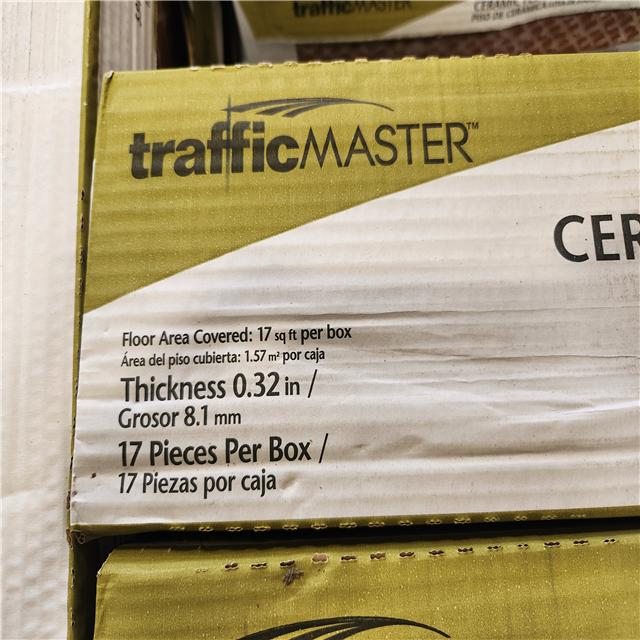 trafficMASTER
trafficMASTER™
CER
Floor Area Covered: 17 sq ft per box
Área del piso cubierta: 1.57 m² por caja
Thickness 0.32 in /
Grosor 8.1 mm
17 Pieces Per Box /
17 Piezas por caja